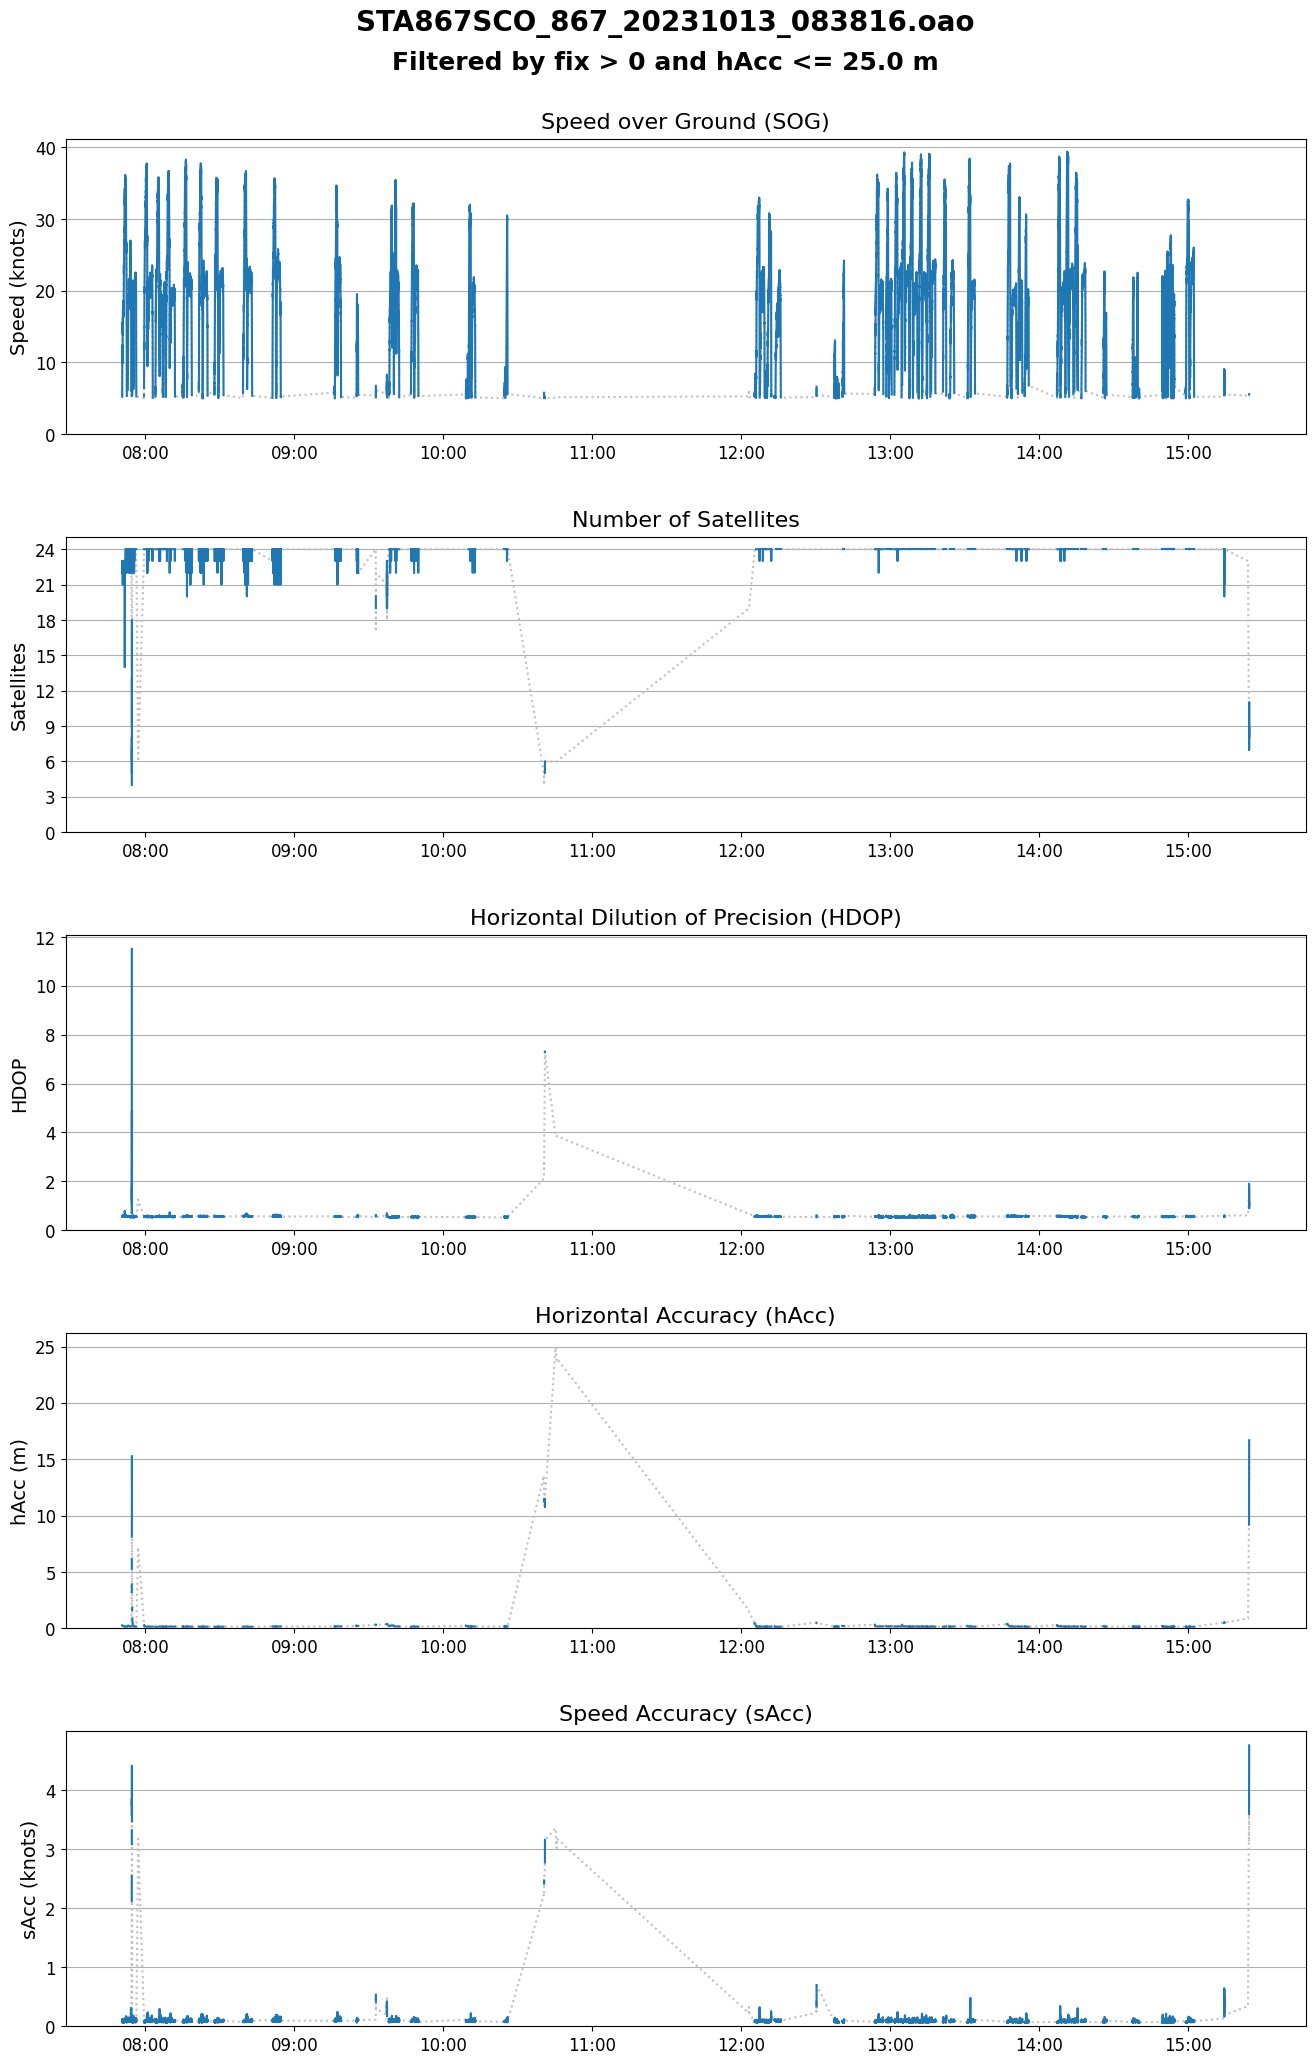 STA867SCO_867_20231013_083816.oao
Filtered by fix > 0 and hAcc <= 25.0 m
Speed over Ground (SOG)
Speed (knots)
40
30
20
10
0
08:00 09:00 10:00 11:00 12:00 13:00 14:00 15:00
Number of Satellites
Satellites
24
21
18
15
12
9
6
3
0
08:00 09:00 10:00 11:00 12:00 13:00 14:00 15:00
Horizontal Dilution of Precision (HDOP)
HDOP
12
10
8
6
4
2
0
08:00 09:00 10:00 11:00 12:00 13:00 14:00 15:00
Horizontal Accuracy (hAcc)
hAcc (m)
25
20
15
10
5
0
08:00 09:00 10:00 11:00 12:00 13:00 14:00 15:00
Speed Accuracy (sAcc)
sAcc (knots)
4
3
2
1
0
08:00 09:00 10:00 11:00 12:00 13:00 14:00 15:00